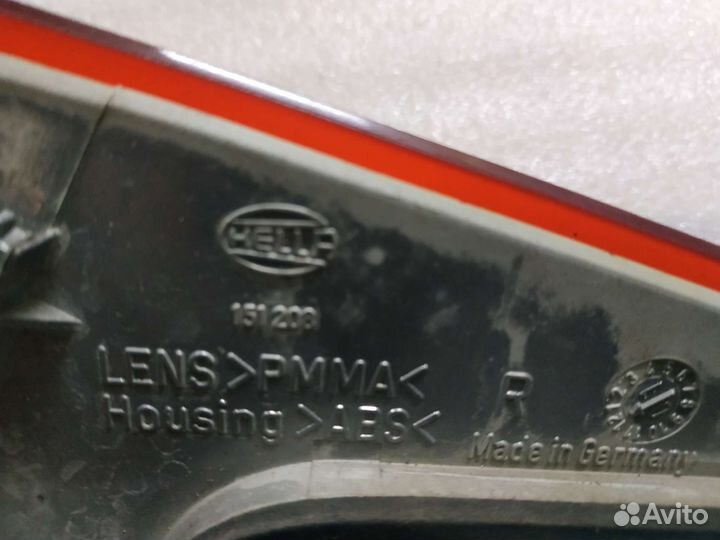 HELLA
151 208
LENS >PMMA<
Housing >ABS<
R
Made in Germany
Avito